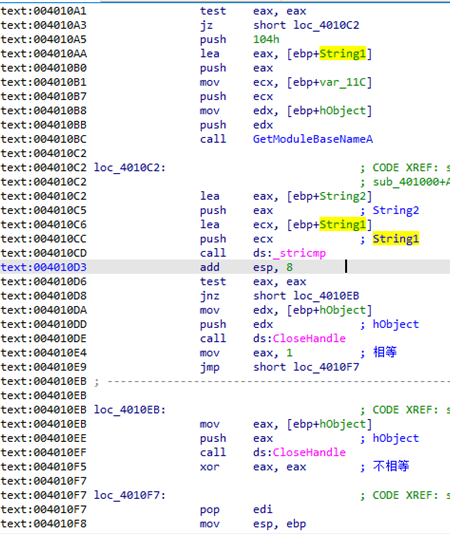 text:004010A1 test eax, eax
text:004010A3 jz short loc_4010C2
text:004010A5 push 104h
text:004010AA lea eax, [ebp+String1]
text:004010B0 push eax
text:004010B1 mov ecx, [ebp+var_11C]
text:004010B7 push ecx
text:004010B8 mov edx, [ebp+hObject]
text:004010BB push edx
text:004010BC call GetModuleBaseNameA
text:004010C2
text:004010C2 loc_4010C2: ; CODE XREF: s
text:004010C2 ; sub_401000+A
text:004010C2 lea eax, [ebp+String2]
text:004010C5 push eax ; String2
text:004010C6 lea ecx, [ebp+String1]
text:004010CC push ecx ; String1
text:004010CD call ds:_stricmp
text:004010D3 add esp, 8
text:004010D6 test eax, eax
text:004010D8 jnz short loc_4010EB
text:004010DA mov edx, [ebp+hObject]
text:004010DD push edx ; hObject
text:004010DE call ds:CloseHandle
text:004010E4 mov eax, 1 ; 相等
text:004010E9 jmp short loc_4010F7
text:004010EB ; ---------------------------------------------------
text:004010EB
text:004010EB loc_4010EB: ; CODE XREF: s
text:004010EB mov eax, [ebp+hObject]
text:004010EE push eax ; hObject
text:004010EF call ds:CloseHandle
text:004010F5 xor eax, eax ; 不相等
text:004010F7
text:004010F7 loc_4010F7: ; CODE XREF: s
text:004010F7 pop edi
text:004010F8 mov esp, ebp